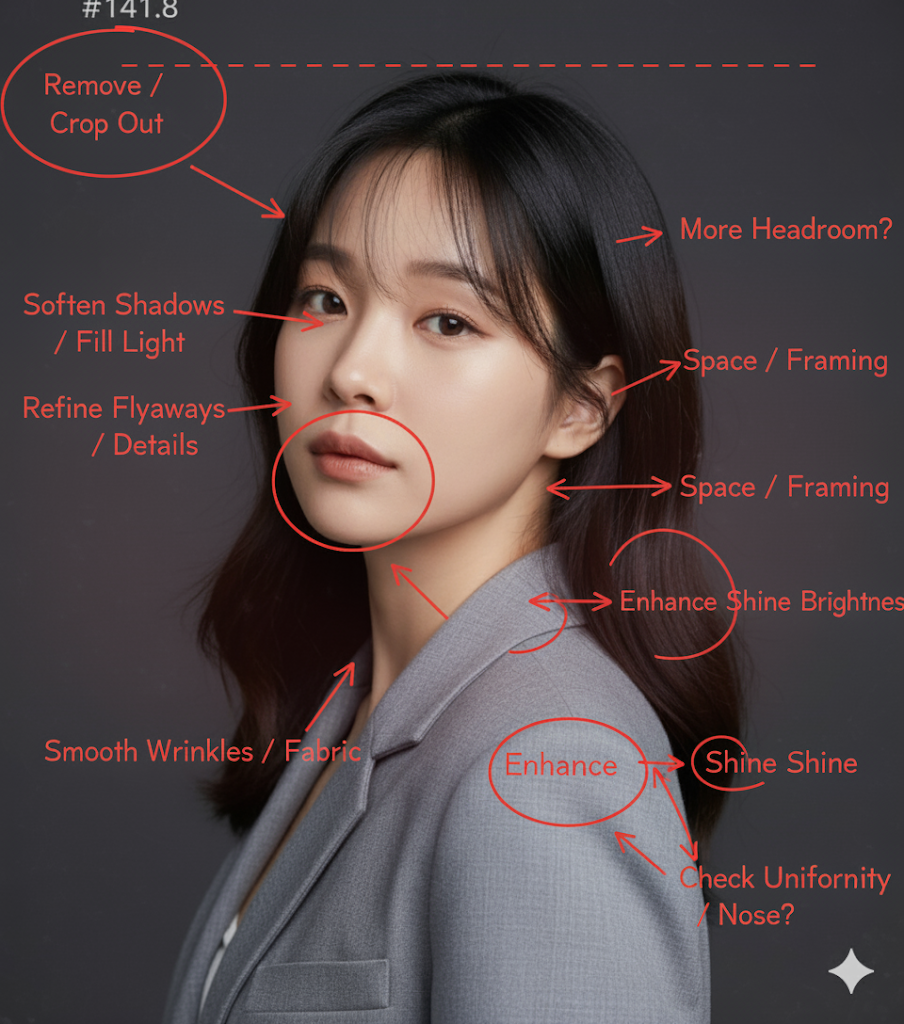 #141.8
Remove /
Crop Out
More Headroom?
Soften Shadows
/ Fill Light
Space / Framing
Refine Flyaways
/ Details
Space / Framing
Enhance Shine Brightnes
Smooth Wrinkles / Fabric
Enhance
Shine Shine
Check Unifornity
/ Nose?